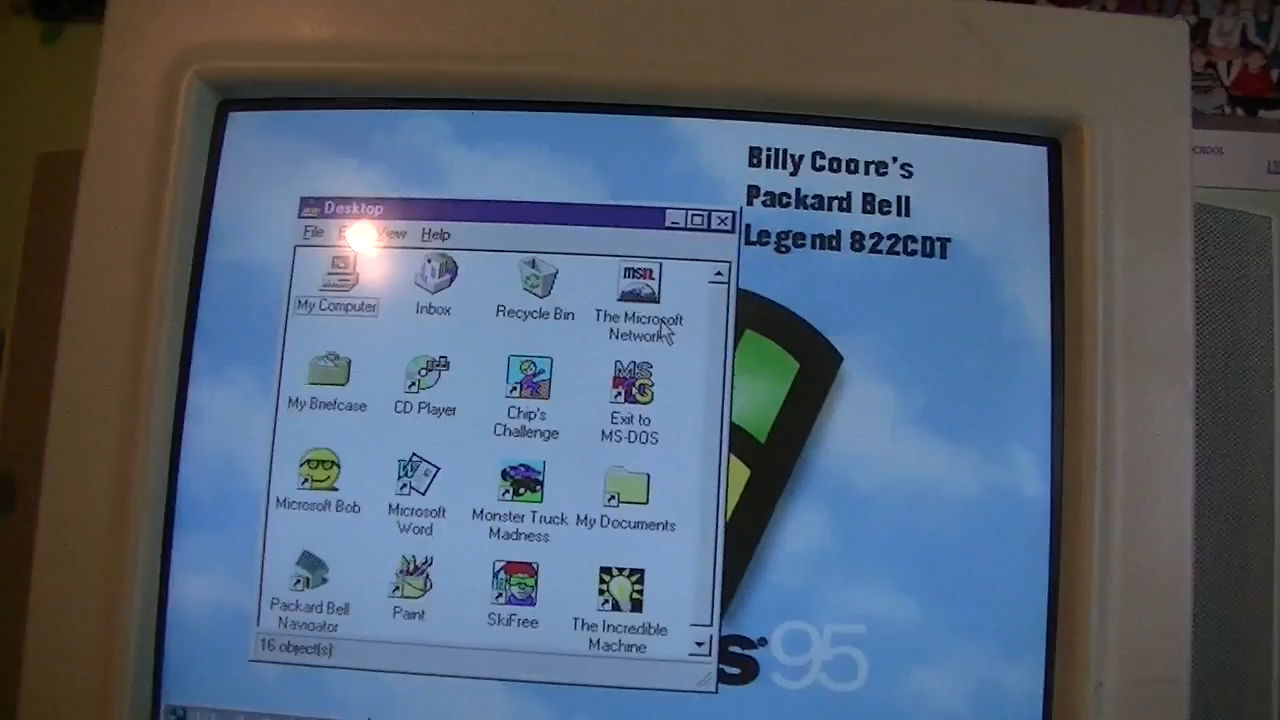 Billy Coore's
Packard Bell
Legend 822CDT
Desktop
File View Help
My Computer
Inbox
Recycle Bin
msn
The Microsoft
Network
My Briefcase
CD Player
Chip's
Challenge
MS
Exit to
MS-DOS
Microsoft Bob
Microsoft
Word
Monster Truck
Madness
My Documents
Packard Bell
Navigator
Paint
SkiFree
The Incredible
Machine
16 object(s)
s 95